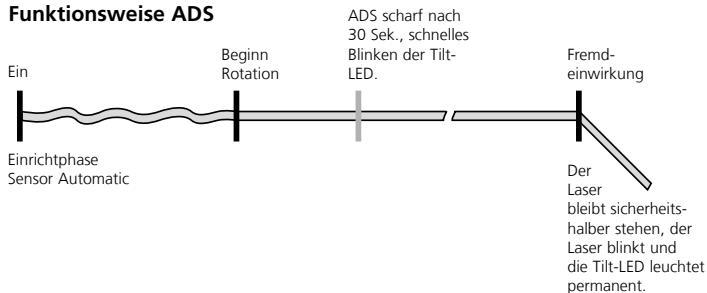 Funktionsweise ADS
Ein
Beginn
Rotation
ADS scharf nach
30 Sek., schnelles
Blinken der Tilt-
LED.
Fremd-
einwirkung
Einrichtphase
Sensor Automatic
Der
Laser
bleibt sicherheits-
halber stehen, der
Laser blinkt und
die Tilt-LED leuchtet
permanent.